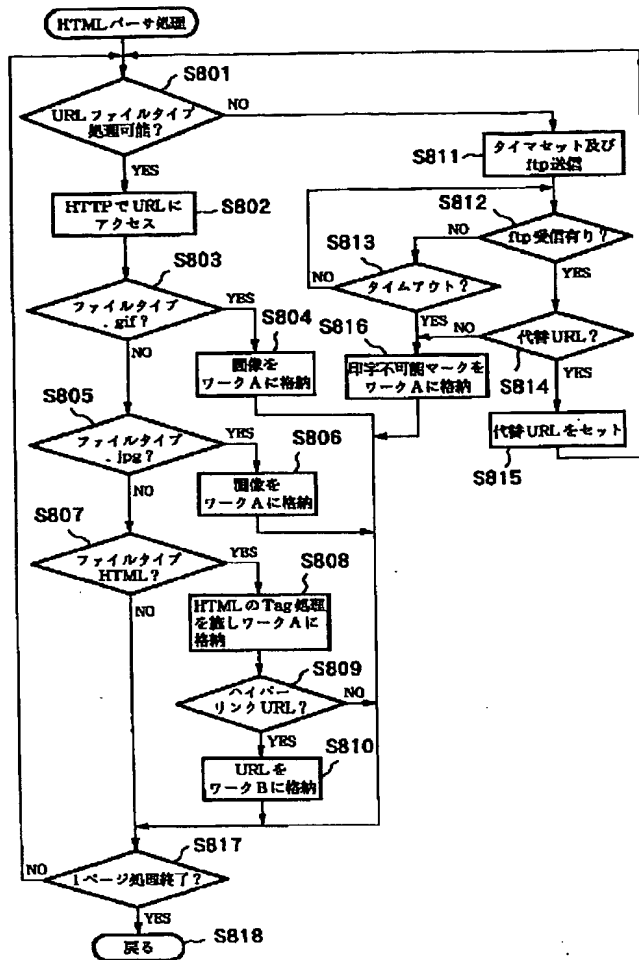 HTMLパーサ処理
S801
URLファイルタイプ
処理可能？
NO
YES
HTTPでURLに
アクセス
S802
S803
ファイルタイプ
.gif？
YES
NO
S804
画像を
ワークAに格納
S805
ファイルタイプ
.jpg？
YES
NO
S806
画像を
ワークAに格納
S807
ファイルタイプ
HTML？
YES
NO
S808
HTMLのTag処理
を施しワークAに
格納
S809
ハイパー
リンクURL？
NO
YES
S810
URLを
ワークBに格納
S811
タイマセット及び
ftp送信
S812
ftp受信有り？
NO
YES
S813
タイムアウト？
NO
YES
代替URL？
NO
S814
YES
S816
印字不可能マークを
ワークAに格納
代替URLをセット
S815
S817
1ページ処理終了？
NO
YES
戻る
S818